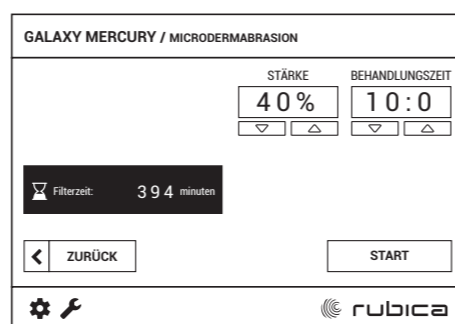 GALAXY MERCURY / MICRODERMABRASION
STÄRKE BEHANDLUNGSZEIT
40% 10:0
Filterzeit: 394 minuten
ZURÜCK START
rubica